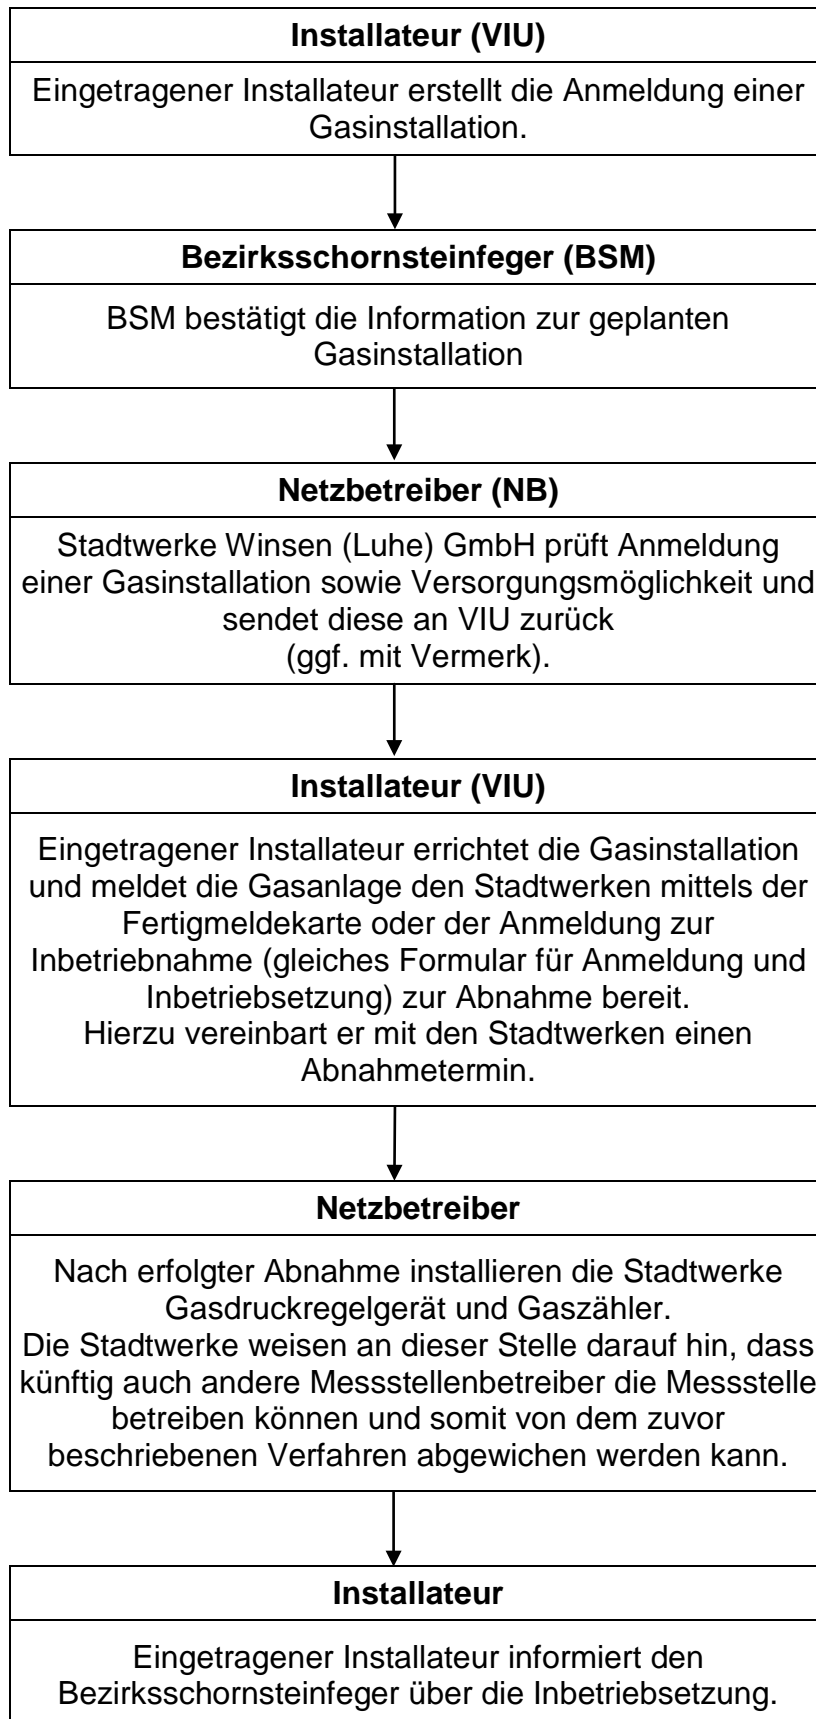 Installateur (VIU)
Eingetragener Installateur erstellt die Anmeldung einer
Gasinstallation.
Bezirksschornsteinfeger (BSM)
BSM bestätigt die Information zur geplanten
Gasinstallation
Netzbetreiber (NB)
Stadtwerke Winsen (Luhe) GmbH prüft Anmeldung
einer Gasinstallation sowie Versorgungsmöglichkeit und
sendet diese an VIU zurück
(ggf. mit Vermerk).
Installateur (VIU)
Eingetragener Installateur errichtet die Gasinstallation
und meldet die Gasanlage den Stadtwerken mittels der
Fertigmeldekarte oder der Anmeldung zur
Inbetriebnahme (gleiches Formular für Anmeldung und
Inbetriebsetzung) zur Abnahme bereit.
Hierzu vereinbart er mit den Stadtwerken einen
Abnahmetermin.
Netzbetreiber
Nach erfolgter Abnahme installieren die Stadtwerke
Gasdruckregelgerät und Gaszähler.
Die Stadtwerke weisen an dieser Stelle darauf hin, dass
künftig auch andere Messstellenbetreiber die Messstelle
betreiben können und somit von dem zuvor
beschriebenen Verfahren abgewichen werden kann.
Installateur
Eingetragener Installateur informiert den
Bezirksschornsteinfeger über die Inbetriebsetzung.